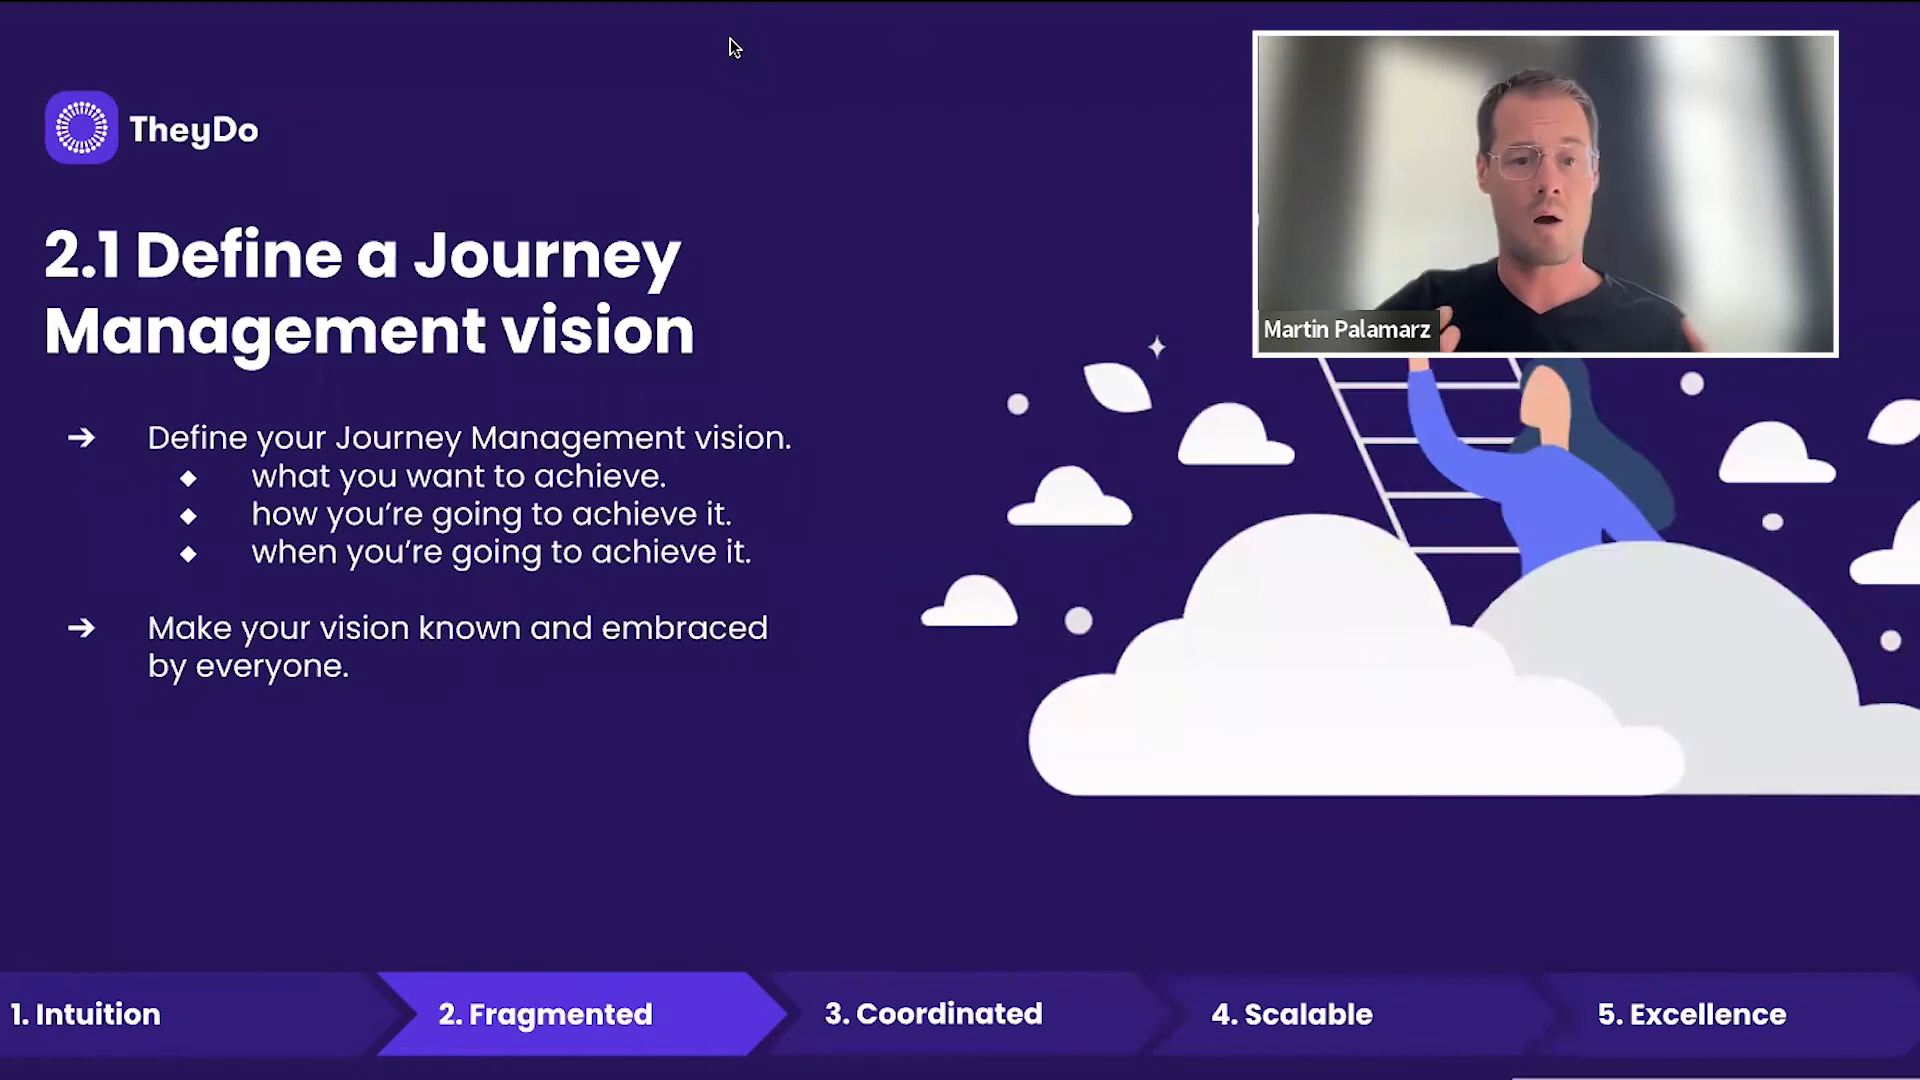 TheyDo
2.1 Define a Journey
Management vision
➔ Define your Journey Management vision.
◆ what you want to achieve.
◆ how you’re going to achieve it.
◆ when you’re going to achieve it.
➔ Make your vision known and embraced
by everyone.
Martin Palamarz
1. Intuition
2. Fragmented
3. Coordinated
4. Scalable
5. Excellence